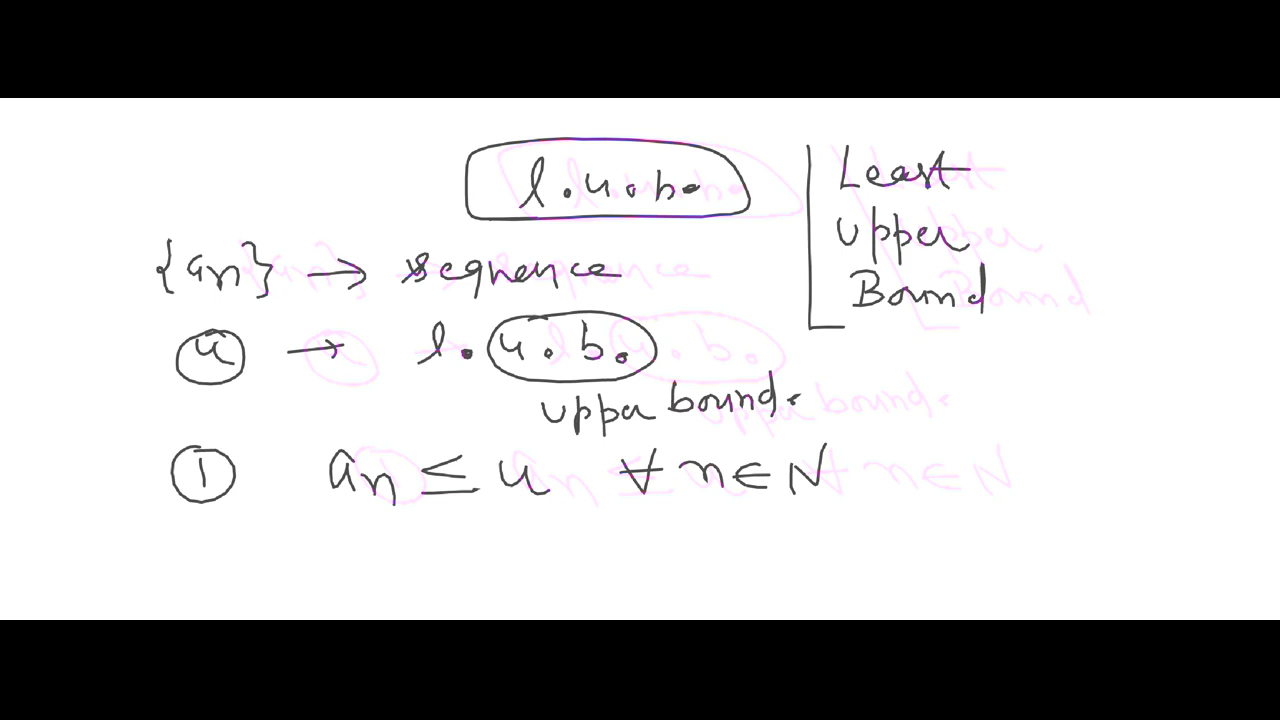 l.u.b.
Least
Upper
Bound
{an} → sequence
u → l.u.b.
upper bound.
① an ≤ u ∀ n ∈ N